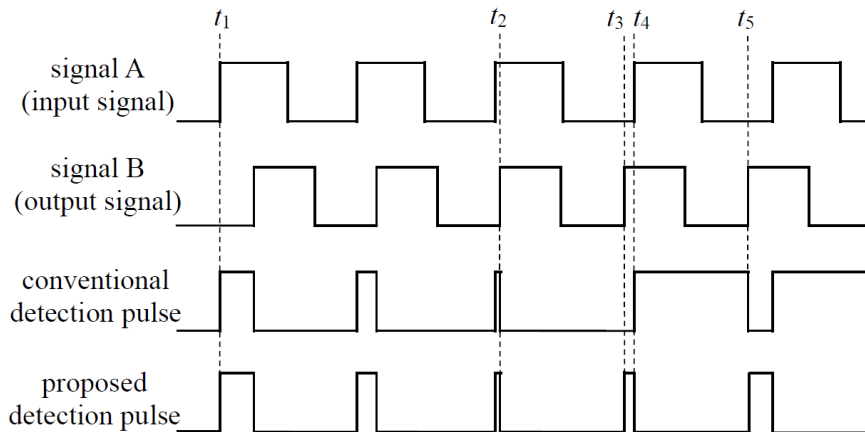 t1 t2 t3 t4 t5
signal A
(input signal)
signal B
(output signal)
conventional
detection pulse
proposed
detection pulse